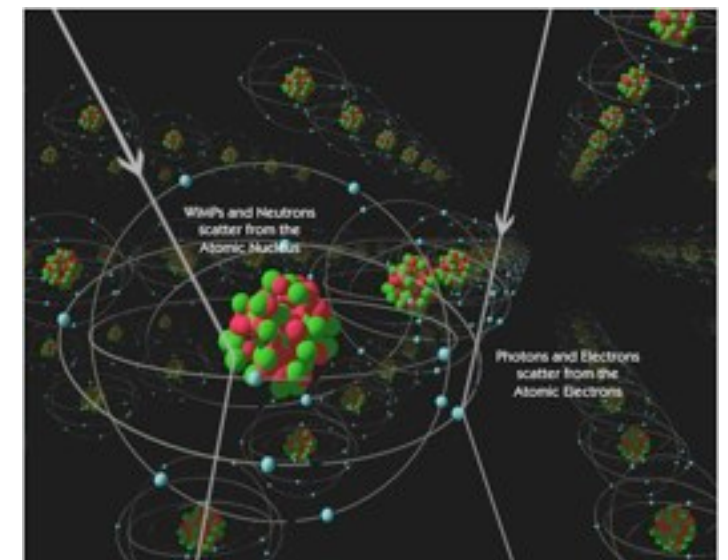 WIMPs and Neutrons
scatter from the
Atomic Nucleus
Photons and Electrons
scatter from the
Atomic Electrons